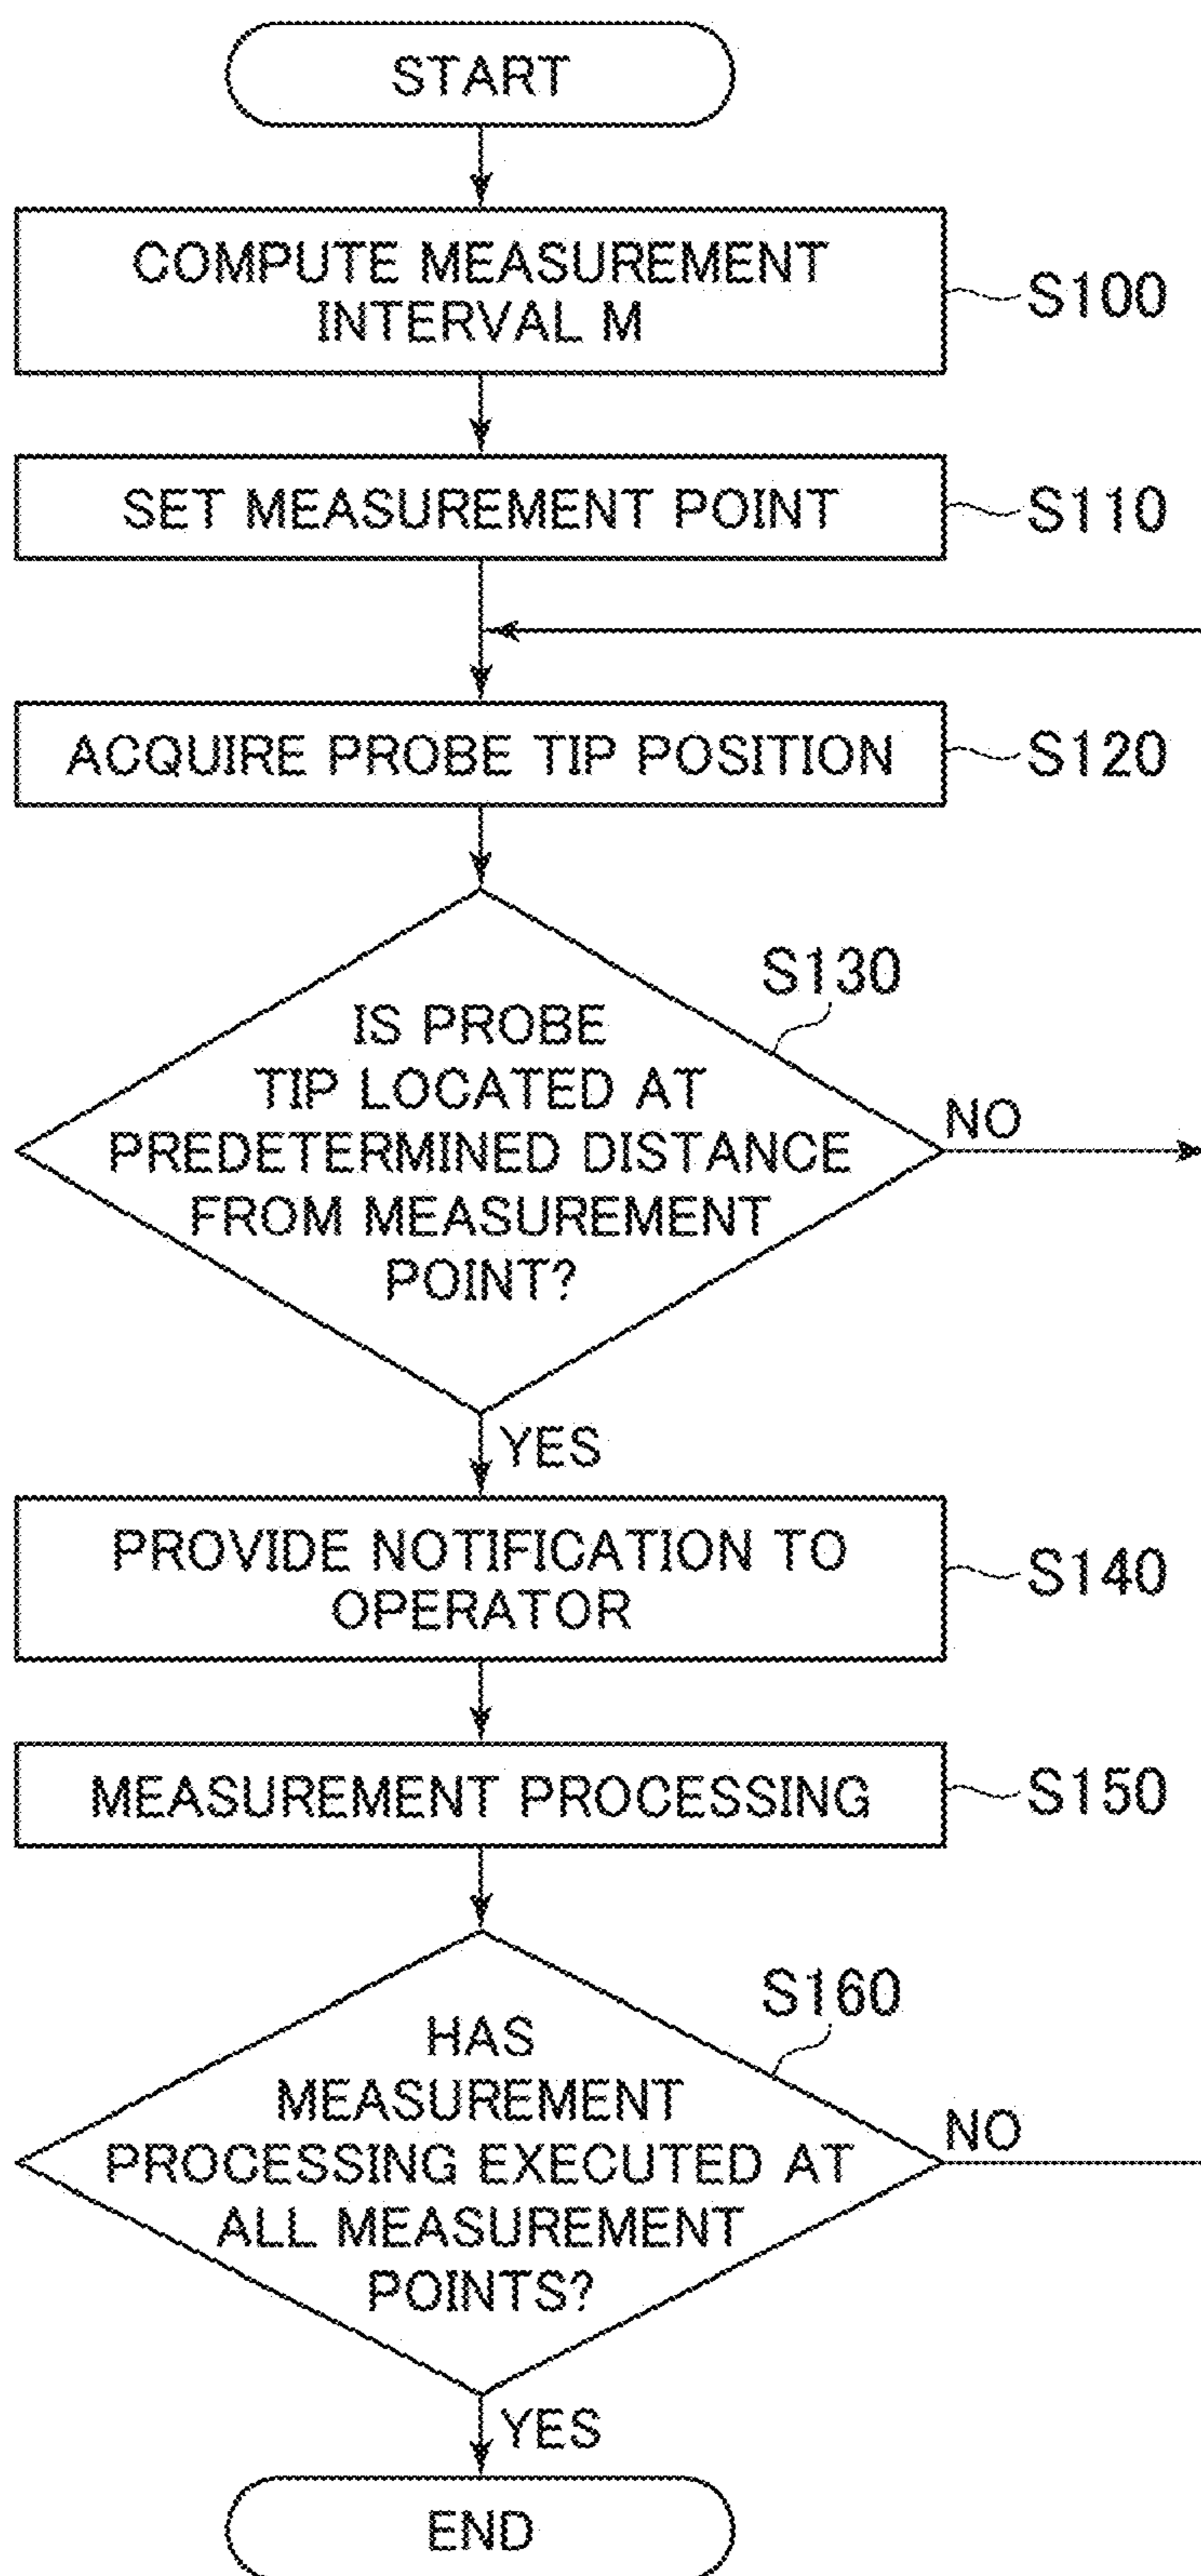 START
COMPUTE MEASUREMENT
INTERVAL M
S100
SET MEASUREMENT POINT
S110
ACQUIRE PROBE TIP POSITION
S120
S130
IS PROBE
TIP LOCATED AT
PREDETERMINED DISTANCE
FROM MEASUREMENT
POINT?
NO
YES
PROVIDE NOTIFICATION TO
OPERATOR
S140
MEASUREMENT PROCESSING
S150
S160
HAS
MEASUREMENT
PROCESSING EXECUTED AT
ALL MEASUREMENT
POINTS?
NO
YES
END